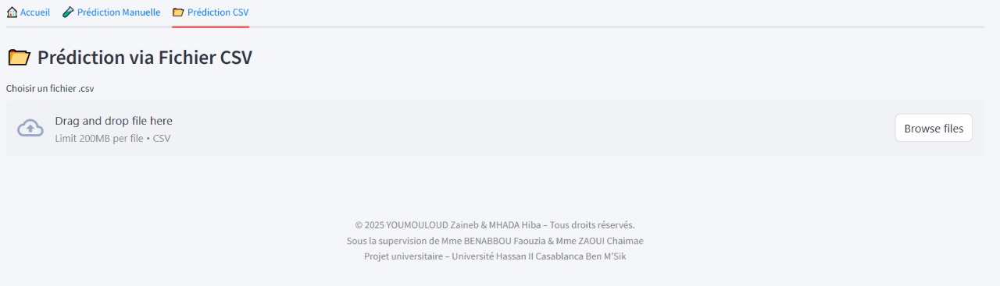 Accueil Prédiction Manuelle Prédiction CSV
Prédiction via Fichier CSV
Choisir un fichier .csv
Drag and drop file here
Limit 200MB per file • CSV
Browse files
© 2025 YOUMOULOUD Zaineb & MHADA Hiba – Tous droits réservés.
Sous la supervision de Mme BENABBOU Faouzia & Mme ZAOUI Chaimae
Projet universitaire – Université Hassan II Casablanca Ben M'Sik